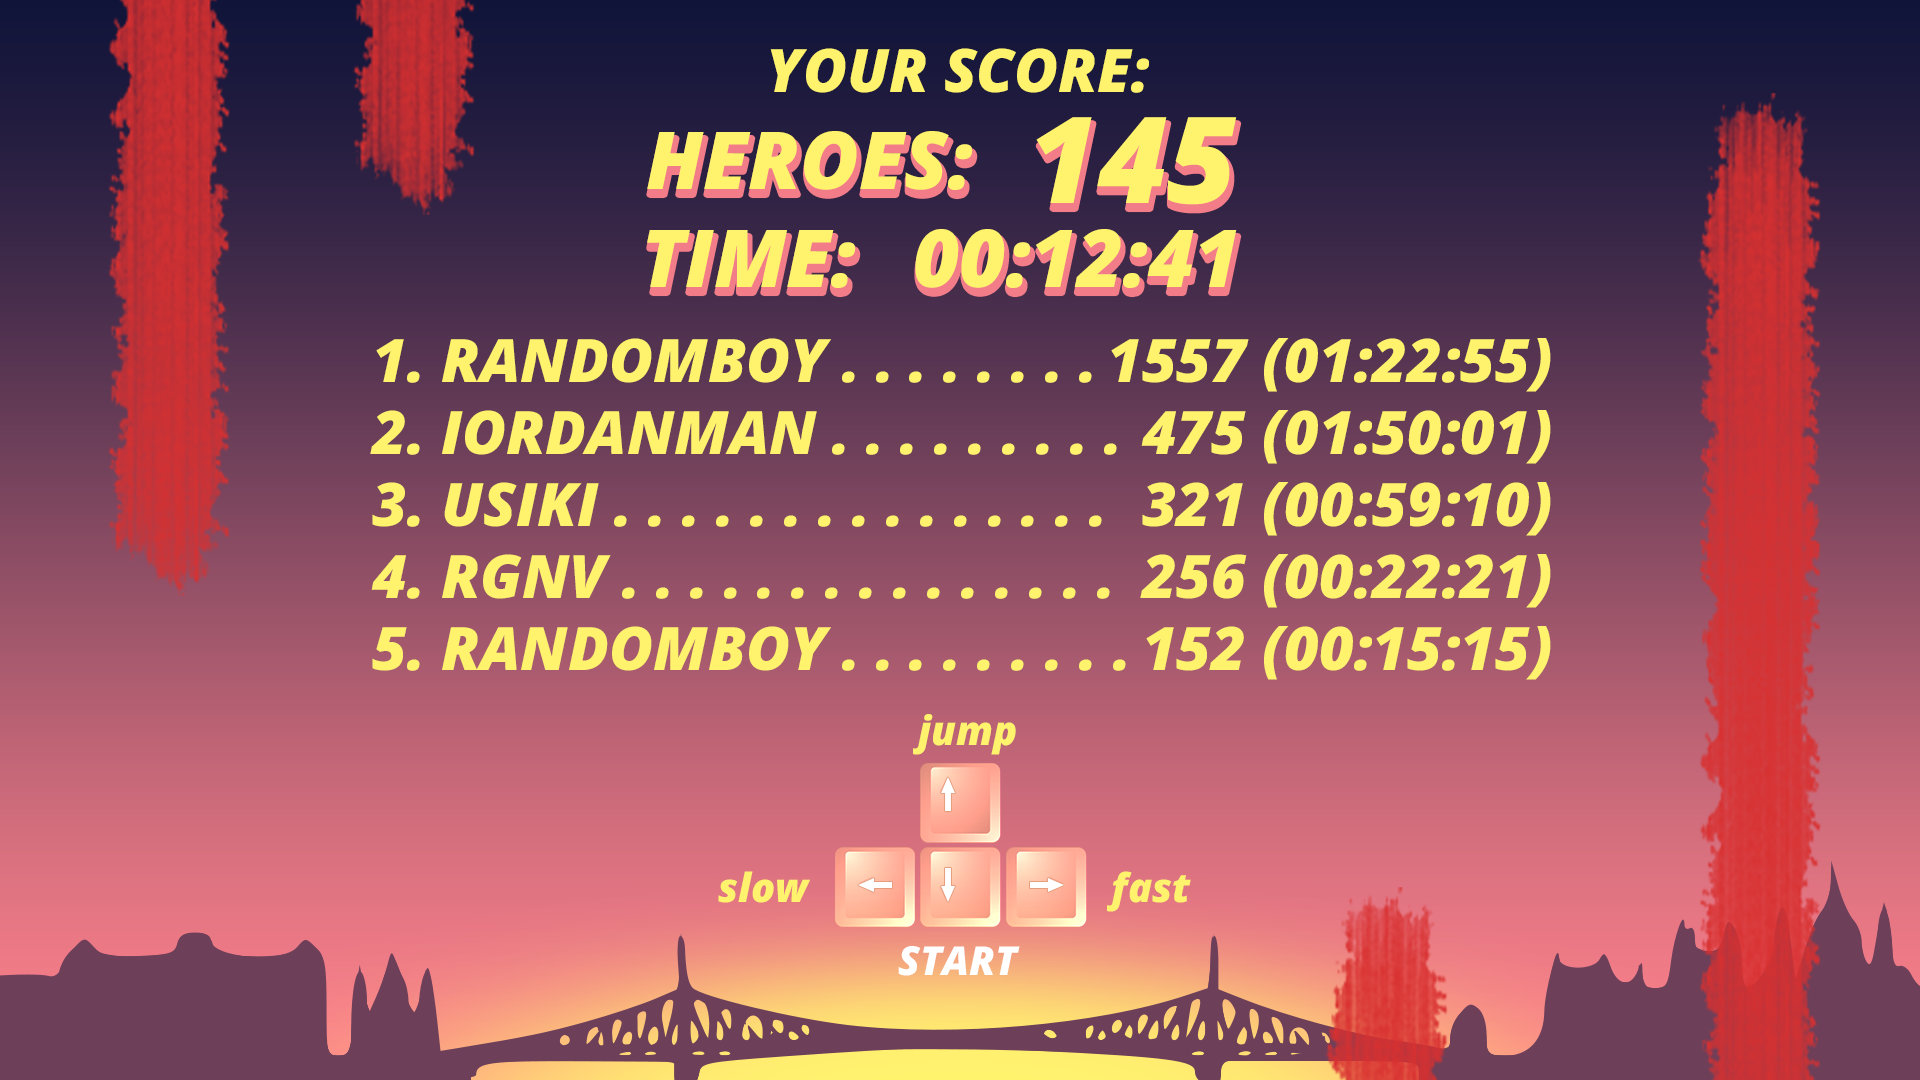 YOUR SCORE:
HEROES: 145
TIME: 00:12:41
1. RANDOMBOY . . . . . . . . 1557 (01:22:55)
2. IORDANMAN . . . . . . . . . 475 (01:50:01)
3. USIKI . . . . . . . . . . . . . . . 321 (00:59:10)
4. RGNV . . . . . . . . . . . . . . . 256 (00:22:21)
5. RANDOMBOY . . . . . . . . . 152 (00:15:15)
jump
slow fast
START